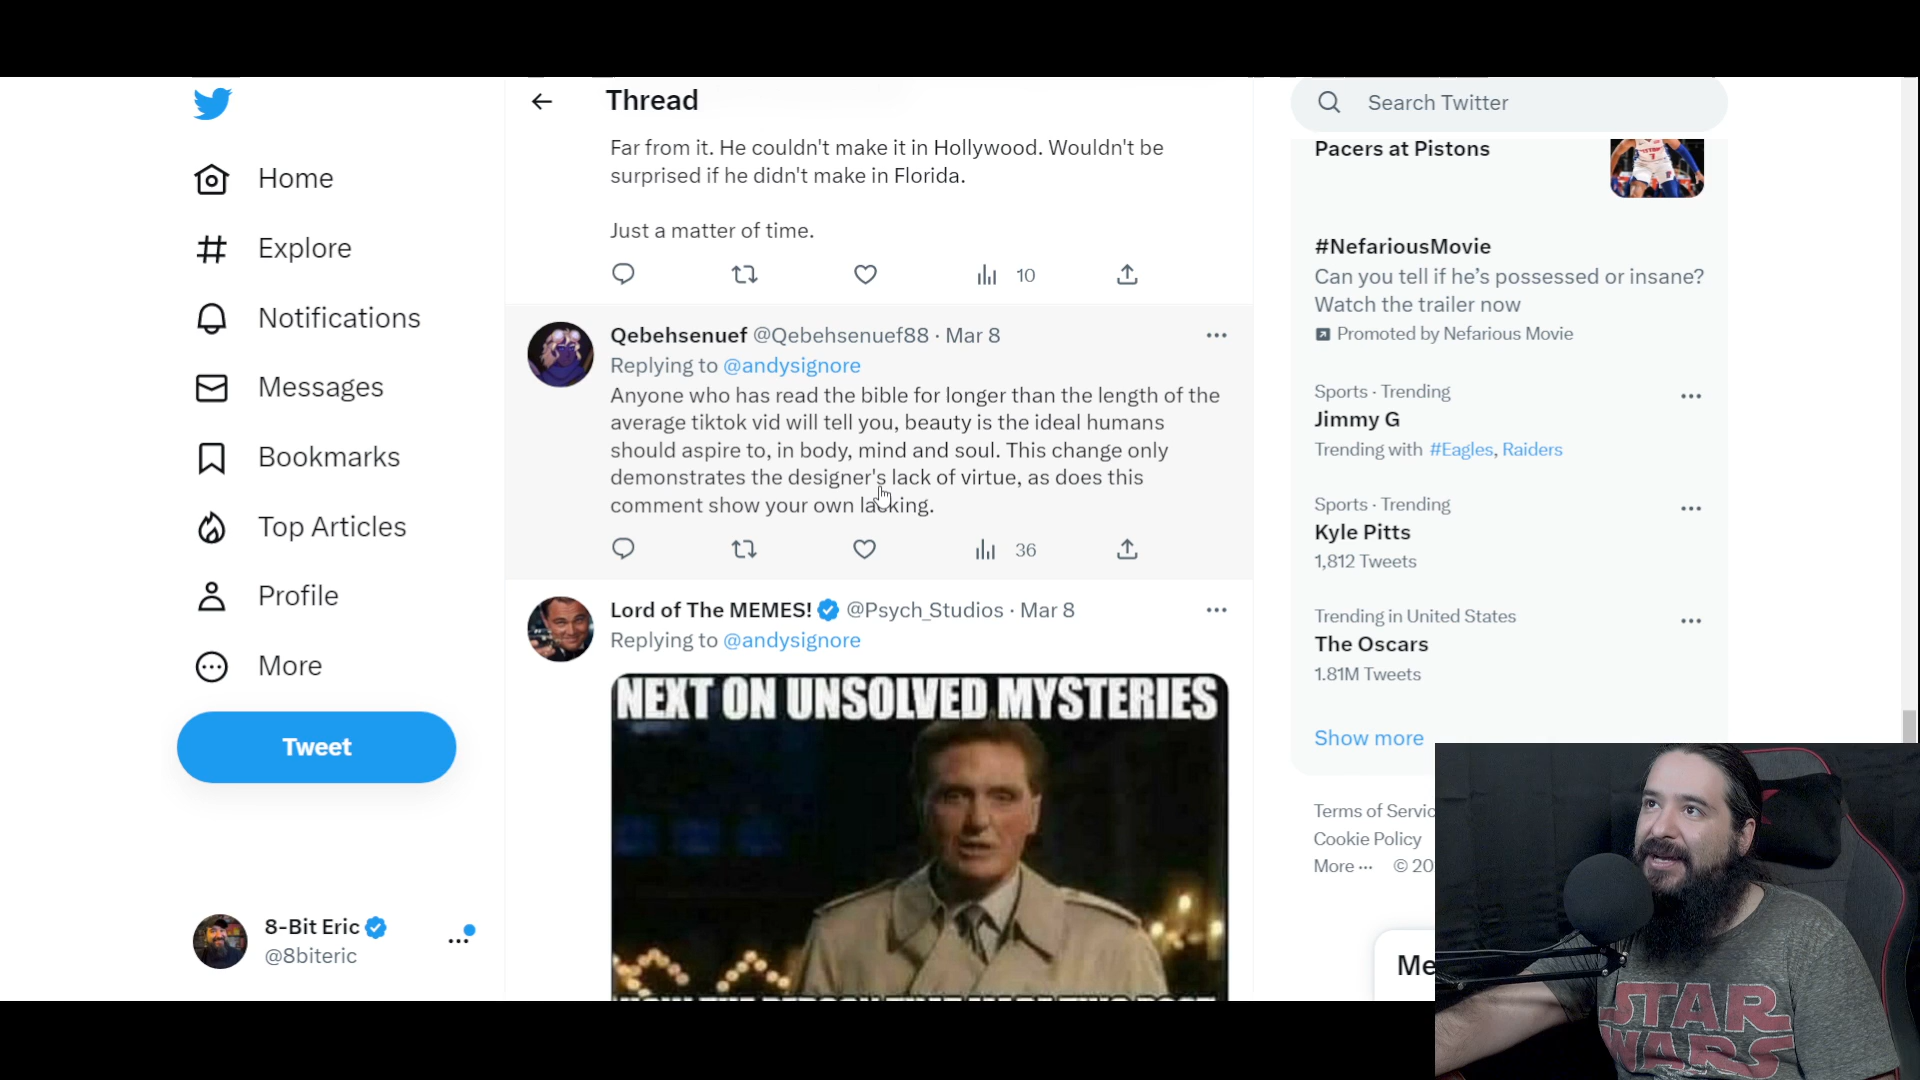 Home
Explore
Notifications
Messages
Bookmarks
Top Articles
Profile
More
Tweet
8-Bit Eric
@8biteric
Thread
Far from it. He couldn't make it in Hollywood. Wouldn't be
surprised if he didn't make in Florida.
Just a matter of time.
10
Qebehsenuef @Qebehsenuef88 · Mar 8
Replying to @andysignore
Anyone who has read the bible for longer than the length of the
average tiktok vid will tell you, beauty is the ideal humans
should aspire to, in body, mind and soul. This change only
demonstrates the designer's lack of virtue, as does this
comment show your own lacking.
36
Lord of The MEMES! @Psych_Studios · Mar 8
Replying to @andysignore
NEXT ON UNSOLVED MYSTERIES
Search Twitter
Pacers at Pistons
#NefariousMovie
Can you tell if he's possessed or insane?
Watch the trailer now
Promoted by Nefarious Movie
Sports · Trending
Jimmy G
Trending with #Eagles, Raiders
Sports · Trending
Kyle Pitts
1,812 Tweets
Trending in United States
The Oscars
1.81M Tweets
Show more
Terms of Servic
Cookie Policy
More ··· © 20
Me
STAR
WARS